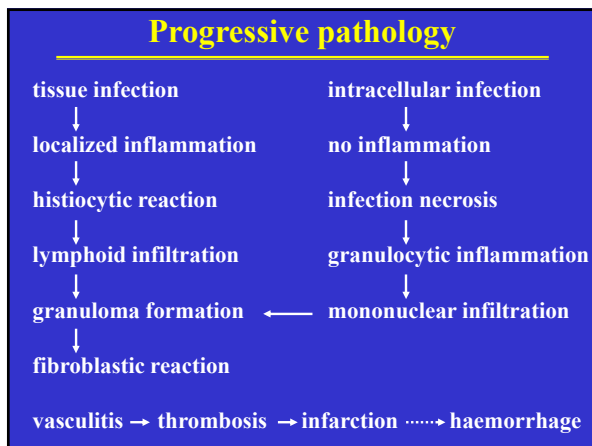 Progressive pathology
tissue infection
localized inflammation
histiocytic reaction
lymphoid infiltration
granuloma formation
fibroblastic reaction
intracellular infection
no inflammation
infection necrosis
granulocytic inflammation
mononuclear infiltration
vasculitis → thrombosis → infarction ⇢ haemorrhage